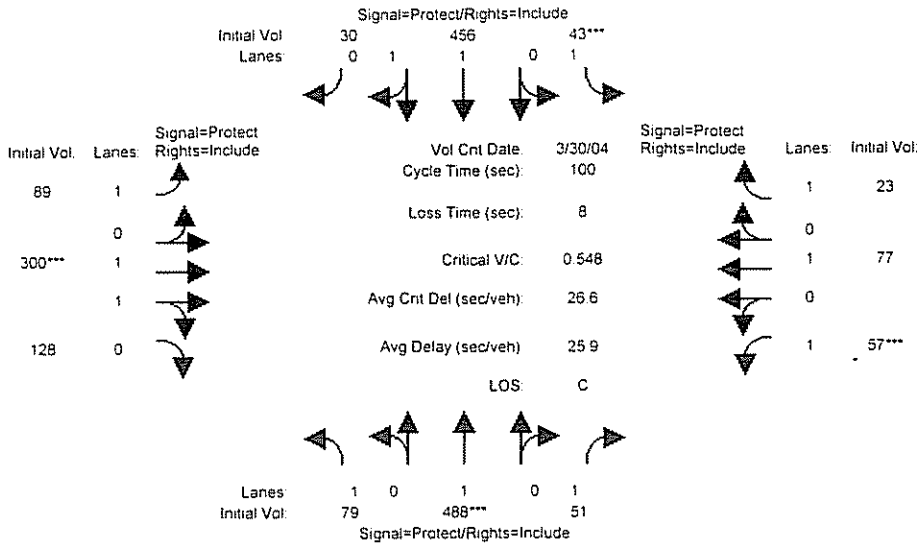 Signal=Protect/Rights=Include
Initial Vol 30 456 43***
Lanes: 0 1 1 0 1
Signal=Protect
Rights=Include
Initial Vol. Lanes:
89 1
0
300*** 1
1
128 0
Vol Cnt Date: 3/30/04
Cycle Time (sec): 100
Loss Time (sec): 8
Critical V/C: 0.548
Avg Crit Del (sec/veh): 26.6
Avg Delay (sec/veh) 25.9
LOS: C
Signal=Protect
Rights=Include
Lanes: Initial Vol:
1 23
0
1 77
0
1 57***
Lanes: 1 0 1 0 1
Initial Vol: 79 488*** 51
Signal=Protect/Rights=Include